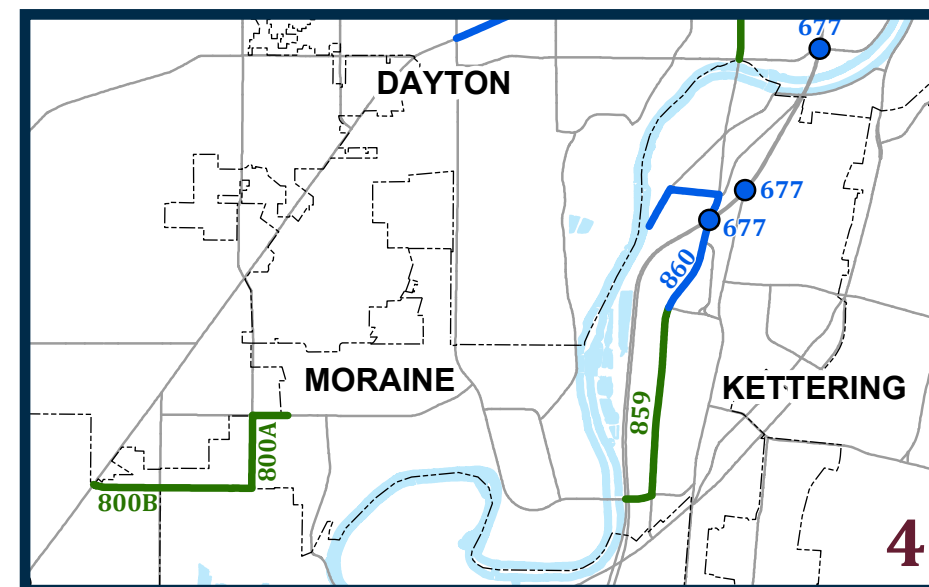 677
DAYTON
677
677
860
MORAINE
KETTERING
859
800A
800B
4